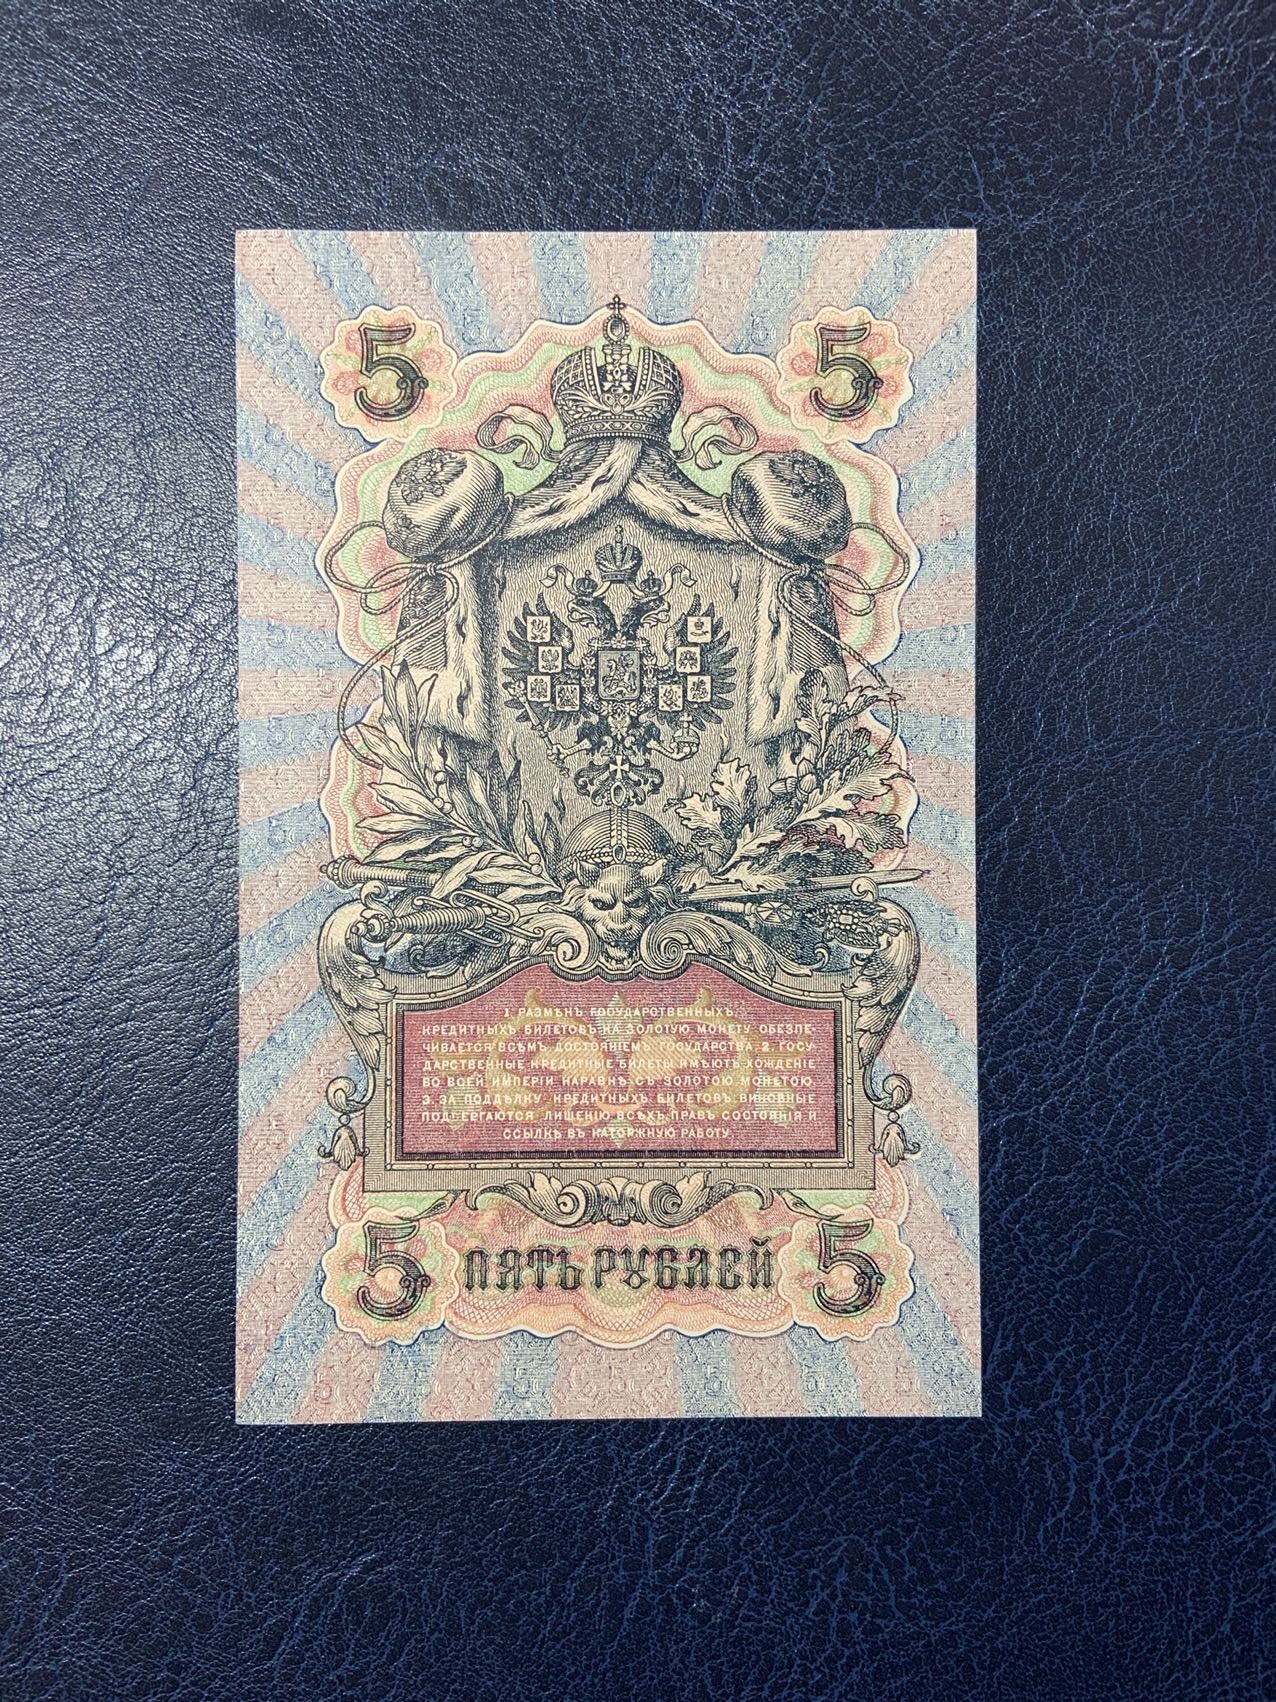 5 5
1. РАЗМѢНЪ ГОСУДАРСТВЕННЫХЪ
КРЕДИТНЫХЪ БИЛЕТОВЪ НА ЗОЛОТУЮ МОНЕТУ ОБЕЗПЕ-
ЧИВАЕТСЯ ВСѢМЪ ДОСТОЯНІЕМЪ ГОСУДАРСТВА 2. ГОСУ-
ДАРСТВЕННЫЕ КРЕДИТНЫЕ БИЛЕТЫ ИМѢЮТЪ ХОЖДЕНІЕ
ВО ВСЕЙ ИМПЕРІИ НАРАВНѢ СЪ ЗОЛОТОЮ МОНЕТОЮ.
3. ЗА ПОДДѢЛКУ КРЕДИТНЫХЪ БИЛЕТОВЪ ВИНОВНЫЕ
ПОДВЕРГАЮТСЯ ЛИШЕНІЮ ВСѢХЪ ПРАВЪ СОСТОЯНІЯ И
ССЫЛКѢ ВЪ КАТОРЖНУЮ РАБОТУ.
5 ПЯТЬ РУБЛЕЙ 5